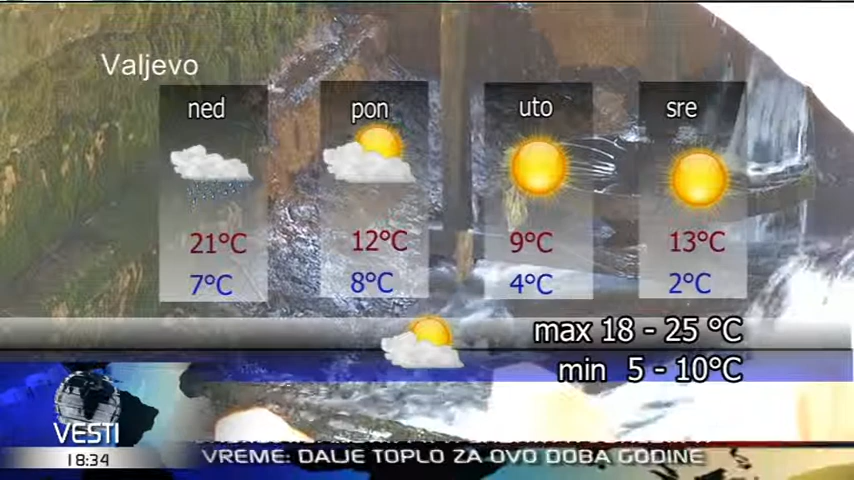 Valjevo
ned pon uto sre
21°C 12°C 9°C 13°C
7°C 8°C 4°C 2°C
max 18 - 25 °C
min 5 - 10°C
VESTI
18:34
VREME: DALJE TOPLO ZA OVO DOBA GODINE